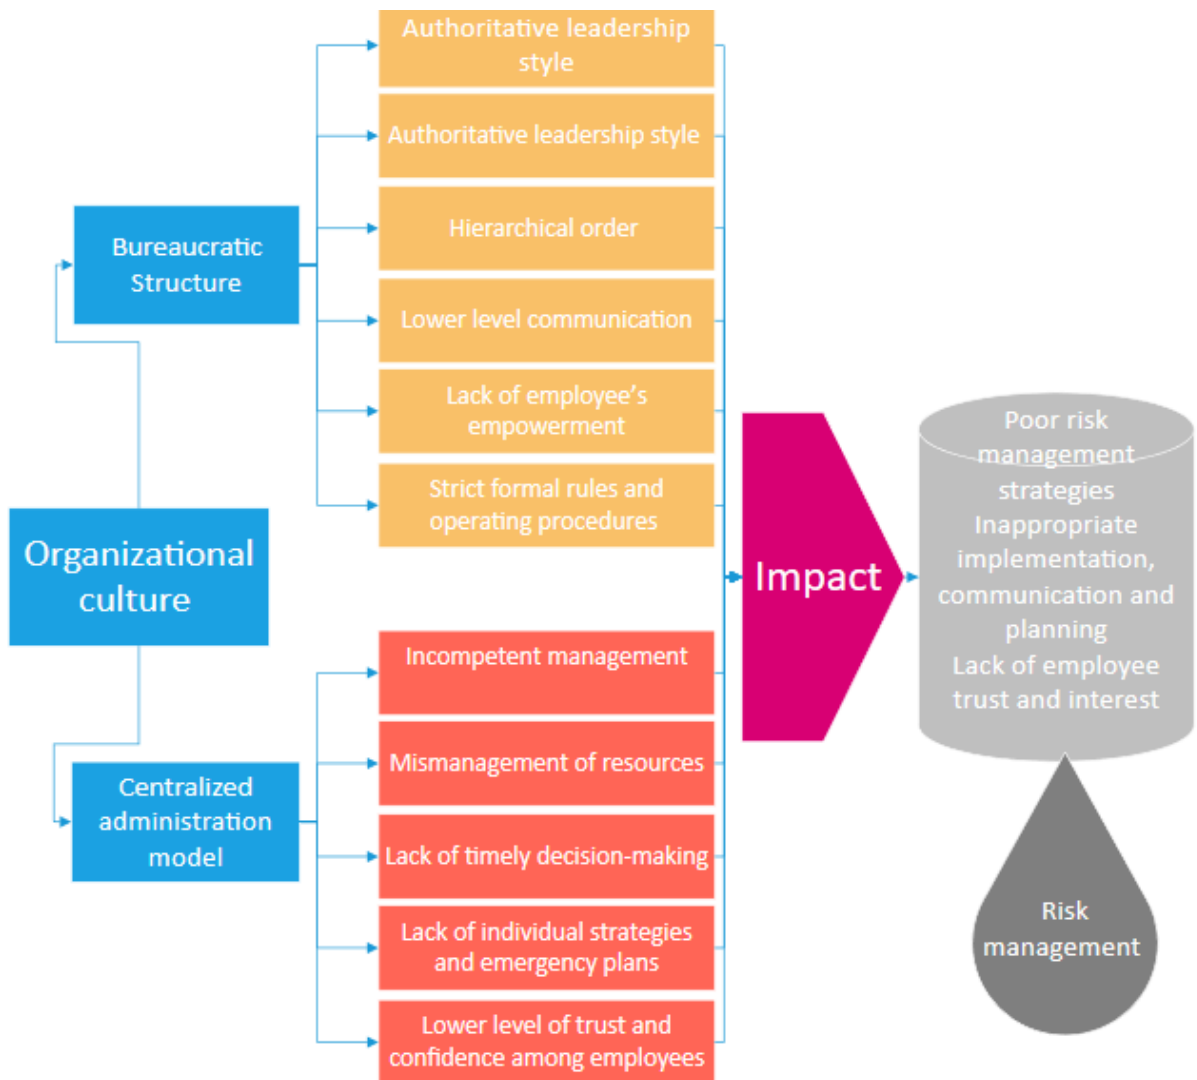 Authoritative leadership
style
Authoritative leadership style
Hierarchical order
Lower level communication
Lack of employee’s
empowerment
Strict formal rules and
operating procedures
Bureaucratic
Structure
Organizational
culture
Centralized
administration
model
Incompetent management
Mismanagement of resources
Lack of timely decision-making
Lack of individual strategies
and emergency plans
Lower level of trust and
confidence among employees
Impact
Poor risk
management
strategies
Inappropriate
implementation,
communication and
planning
Lack of employee
trust and interest
Risk
management